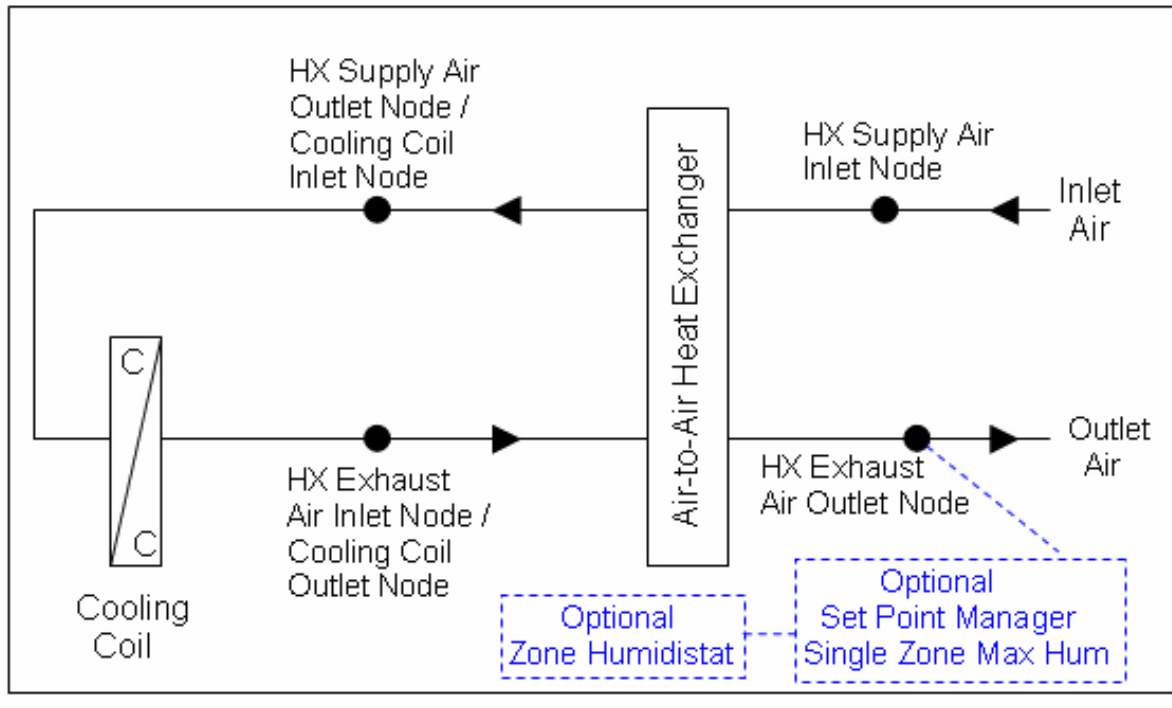 HX Supply Air
Outlet Node /
Cooling Coil
Inlet Node
HX Supply Air
Inlet Node
Inlet
Air
Air-to-Air Heat Exchanger
C
C
Cooling
Coil
HX Exhaust
Air Inlet Node /
Cooling Coil
Outlet Node
HX Exhaust
Air Outlet Node
Outlet
Air
Optional
Zone Humidistat
Optional
Set Point Manager
Single Zone Max Hum